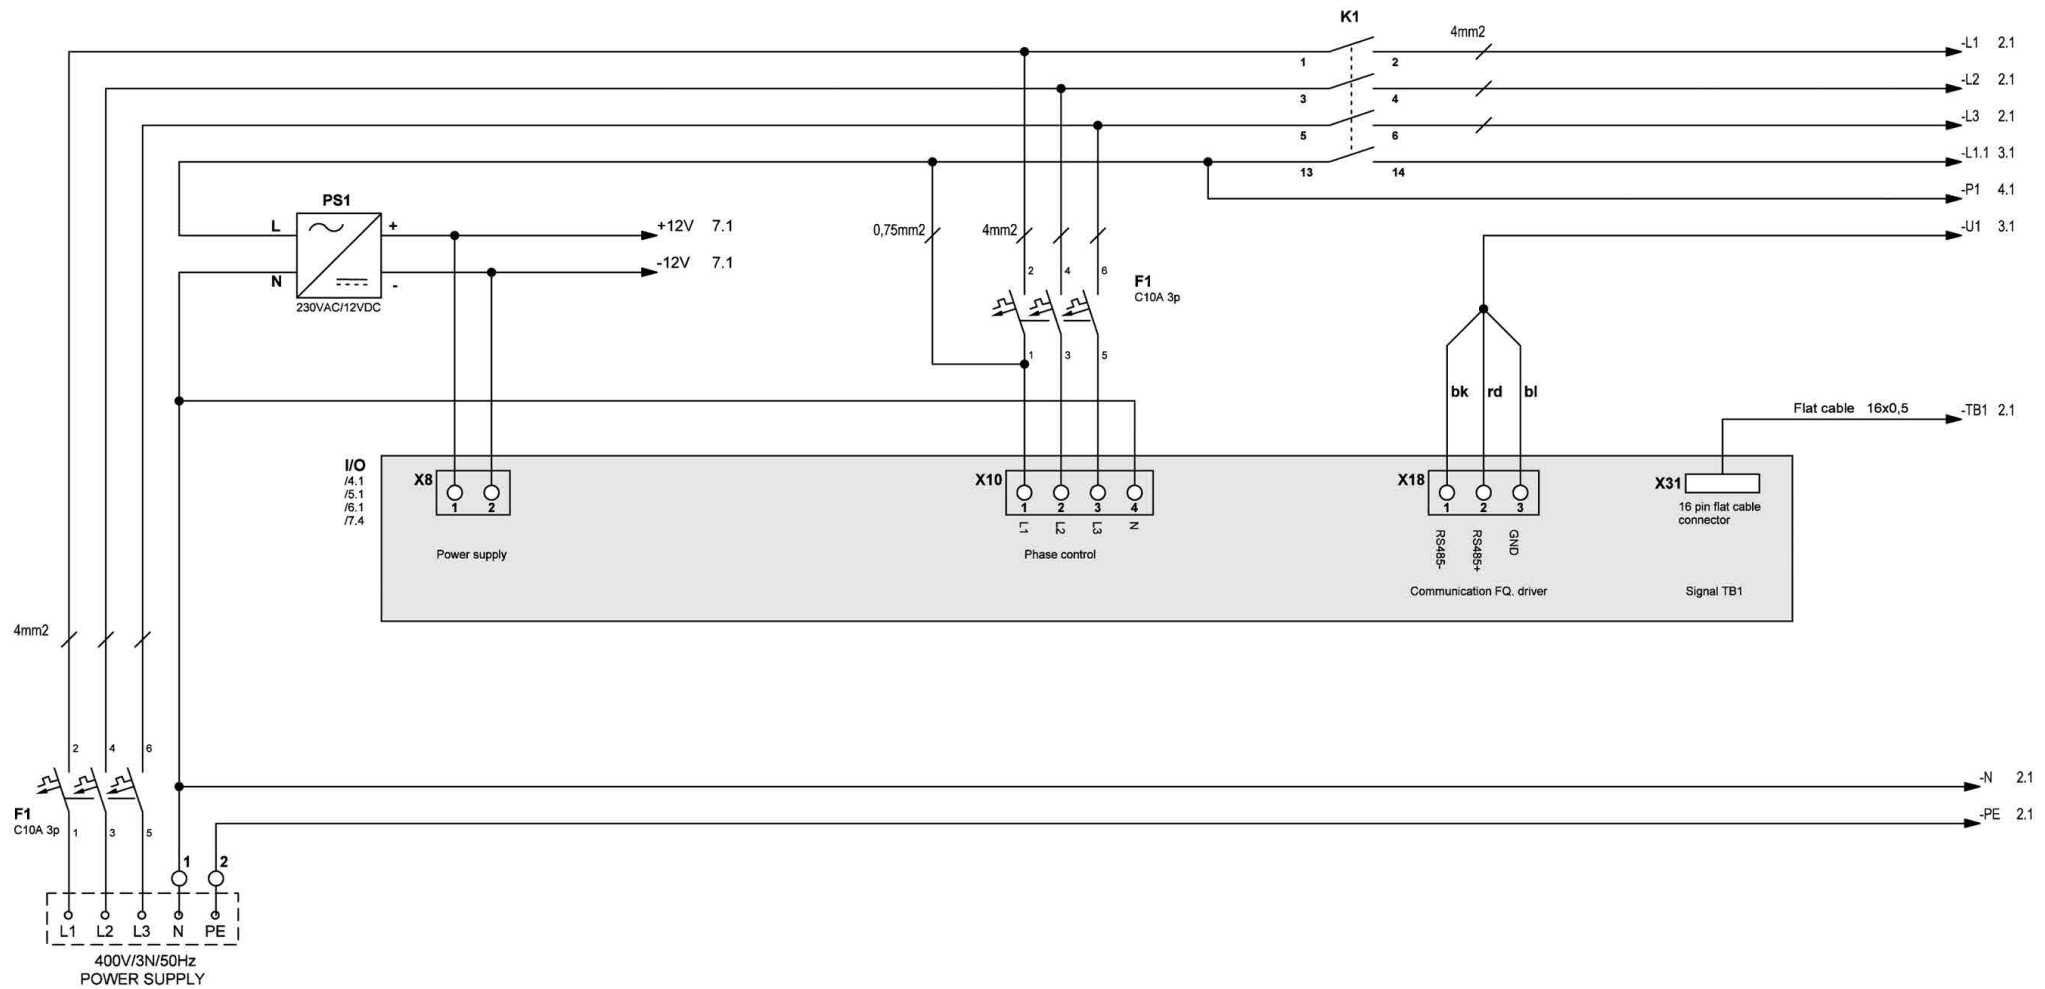 K1
4mm2
-L1 2.1
1 2
-L2 2.1
3 4
-L3 2.1
5 6
-L1.1 3.1
13 14
-P1 4.1
PS1
L + +12V 7.1
0,75mm2 4mm2
-U1 3.1
-12V 7.1
N -
230VAC/12VDC
2 4 6
F1
C10A 3p
1 3 5
bk rd bl
Flat cable 16x0,5
-TB1 2.1
I/O
/4.1
/5.1
/6.1
/7.4
X8
1 2
Power supply
X10
1 2 3 4
L1 L2 L3 N
Phase control
X18
1 2 3
RS485- RS485+ GND
Communication FQ. driver
X31
16 pin flat cable
connector
Signal TB1
4mm2
2 4 6
F1
C10A 3p
1 3 5
-N 2.1
-PE 2.1
1 2
L1 L2 L3 N PE
400V/3N/50Hz
POWER SUPPLY